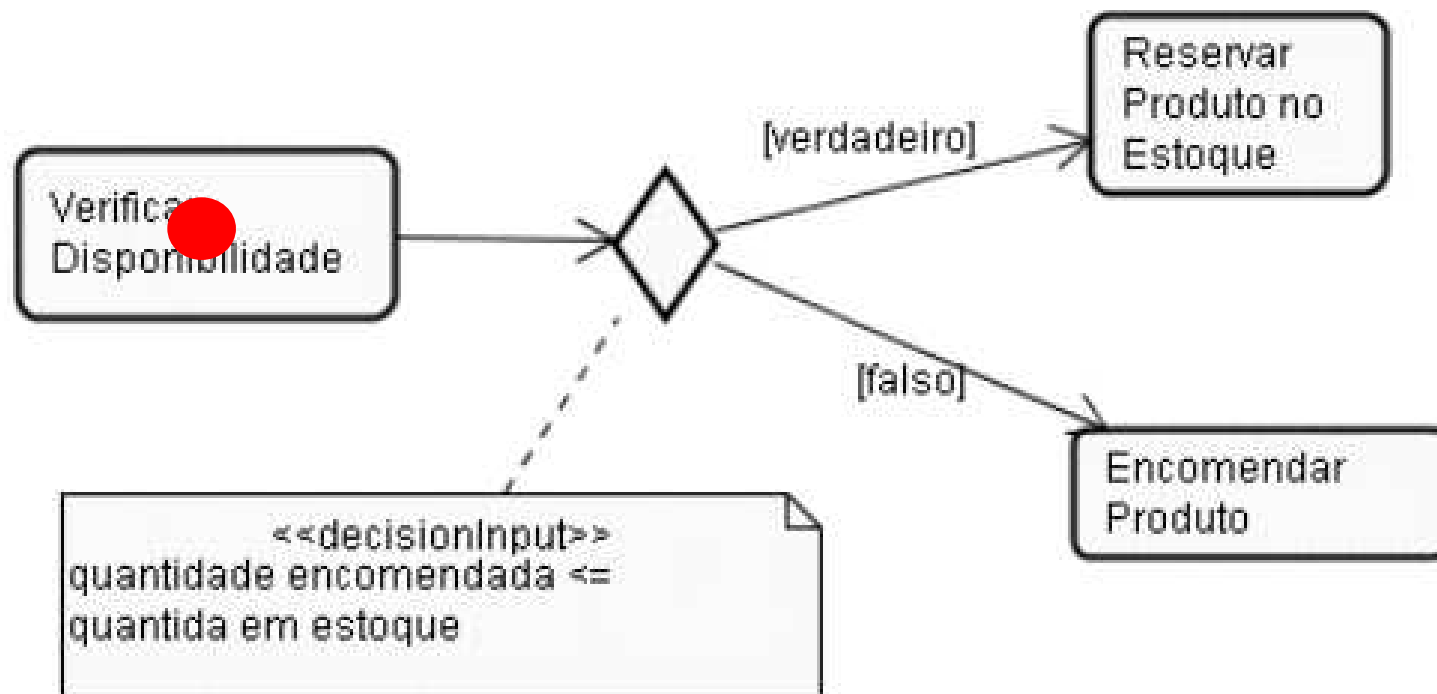 Disponibilidade
[verdadeiro]
Reservar
Produto no
Estoque
[falso]
Encomendar
Produto
<<decisionInput>>
quantidade encomendada <=
quantida em estoque